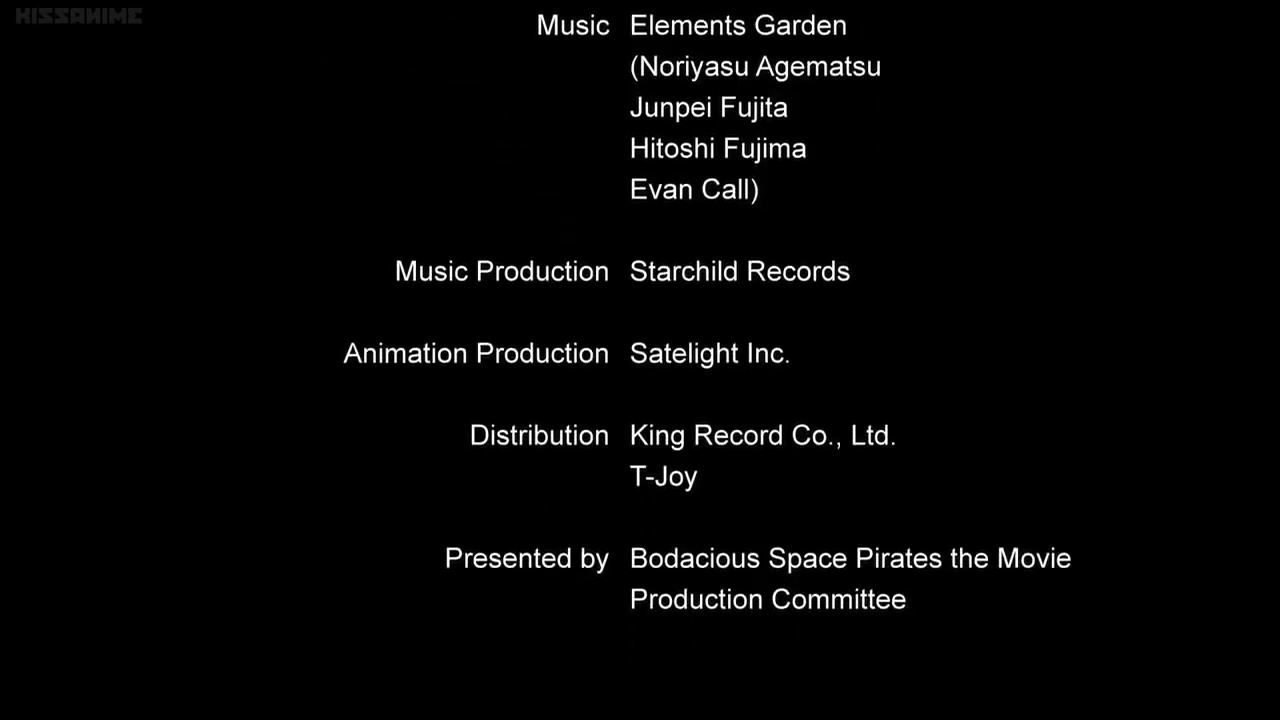 KISSANIME
Music Elements Garden
(Noriyasu Agematsu
Junpei Fujita
Hitoshi Fujima
Evan Call)
Music Production Starchild Records
Animation Production Satelight Inc.
Distribution King Record Co., Ltd.
T-Joy
Presented by Bodacious Space Pirates the Movie
Production Committee